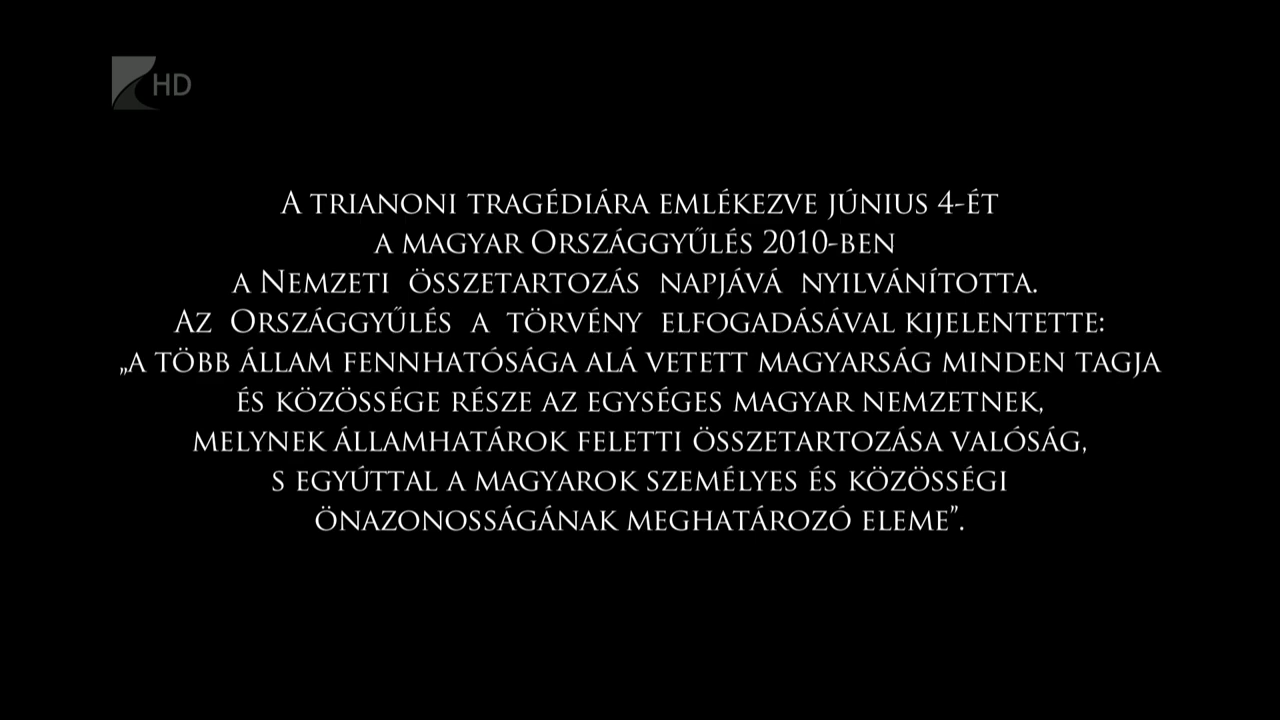 HD
A trianoni tragédiára emlékezve június 4-ét
a magyar Országgyűlés 2010-ben
a Nemzeti összetartozás napjává nyilvánította.
Az Országgyűlés a törvény elfogadásával kijelentette:
„a több állam fennhatósága alá vetett magyarság minden tagja
és közössége része az egységes magyar nemzetnek,
melynek államhatárok feletti összetartozása valóság,
s egyúttal a magyarok személyes és közösségi
önazonosságának meghatározó eleme”.